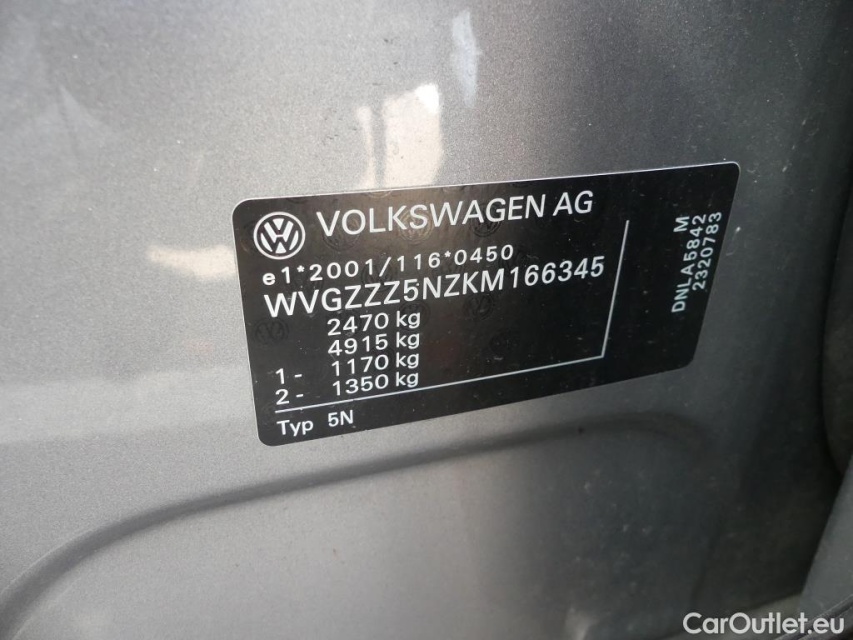 VOLKSWAGEN AG
e1*2001/116*0450
WVGZZZ5NZKM166345
2470 kg
4915 kg
1 - 1170 kg
2 - 1350 kg
Typ 5N
M
DNLA5842
2320783
CarOutlet.eu